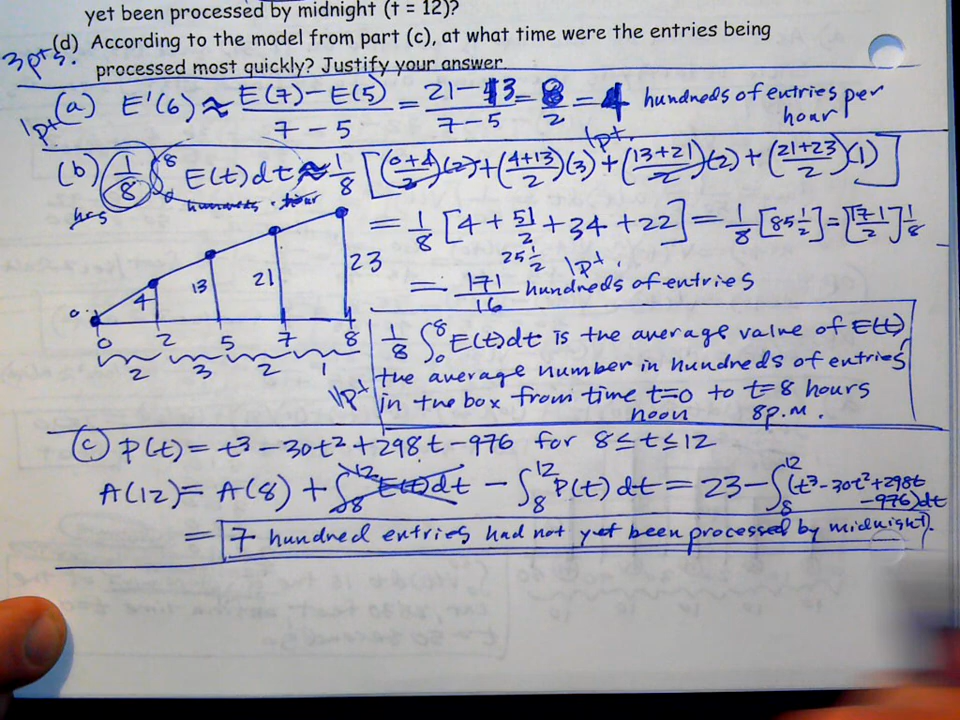 yet been processed by midnight (t = 12)?
3 pts. (d) According to the model from part (c), at what time were the entries being
processed most quickly? Justify your answer.
1pt (a) E'(6) ≈ (E(7)-E(5))/(7-5) = (21-13)/(7-5) = 8/2 = 4 hundreds of entries per
hour
1pt.
(b) 1/8 ∫₀⁸ E(t)dt ≈ 1/8 [((0+4)/2)(2)+((4+13)/2)(3)+((13+21)/2)(2)+((21+23)/2)(1)]
hrs hundreds · hour
= 1/8 [4 + 51/2 + 34 + 22] = 1/8 [85 1/2] = [171/2] 1/8
25 1/2 1pt.
= 171/16 hundreds of entries
0 4 13 21 23
0 2 5 7 8
2 3 2 1
1/8 ∫₀⁸ E(t)dt is the average value of E(t),
the average number in hundreds of entries
1pt in the box from time t=0 to t=8 hours
noon 8p.m.
(c) P(t) = t³ - 30t² + 298t - 976 for 8≤t≤12
A(12) = A(8) + ∫₈¹² E(t)dt - ∫₈¹² P(t)dt = 23 - ∫₈¹² (t³-30t²+298t
-976)dt
= 7 hundred entries had not yet been processed by midnight.